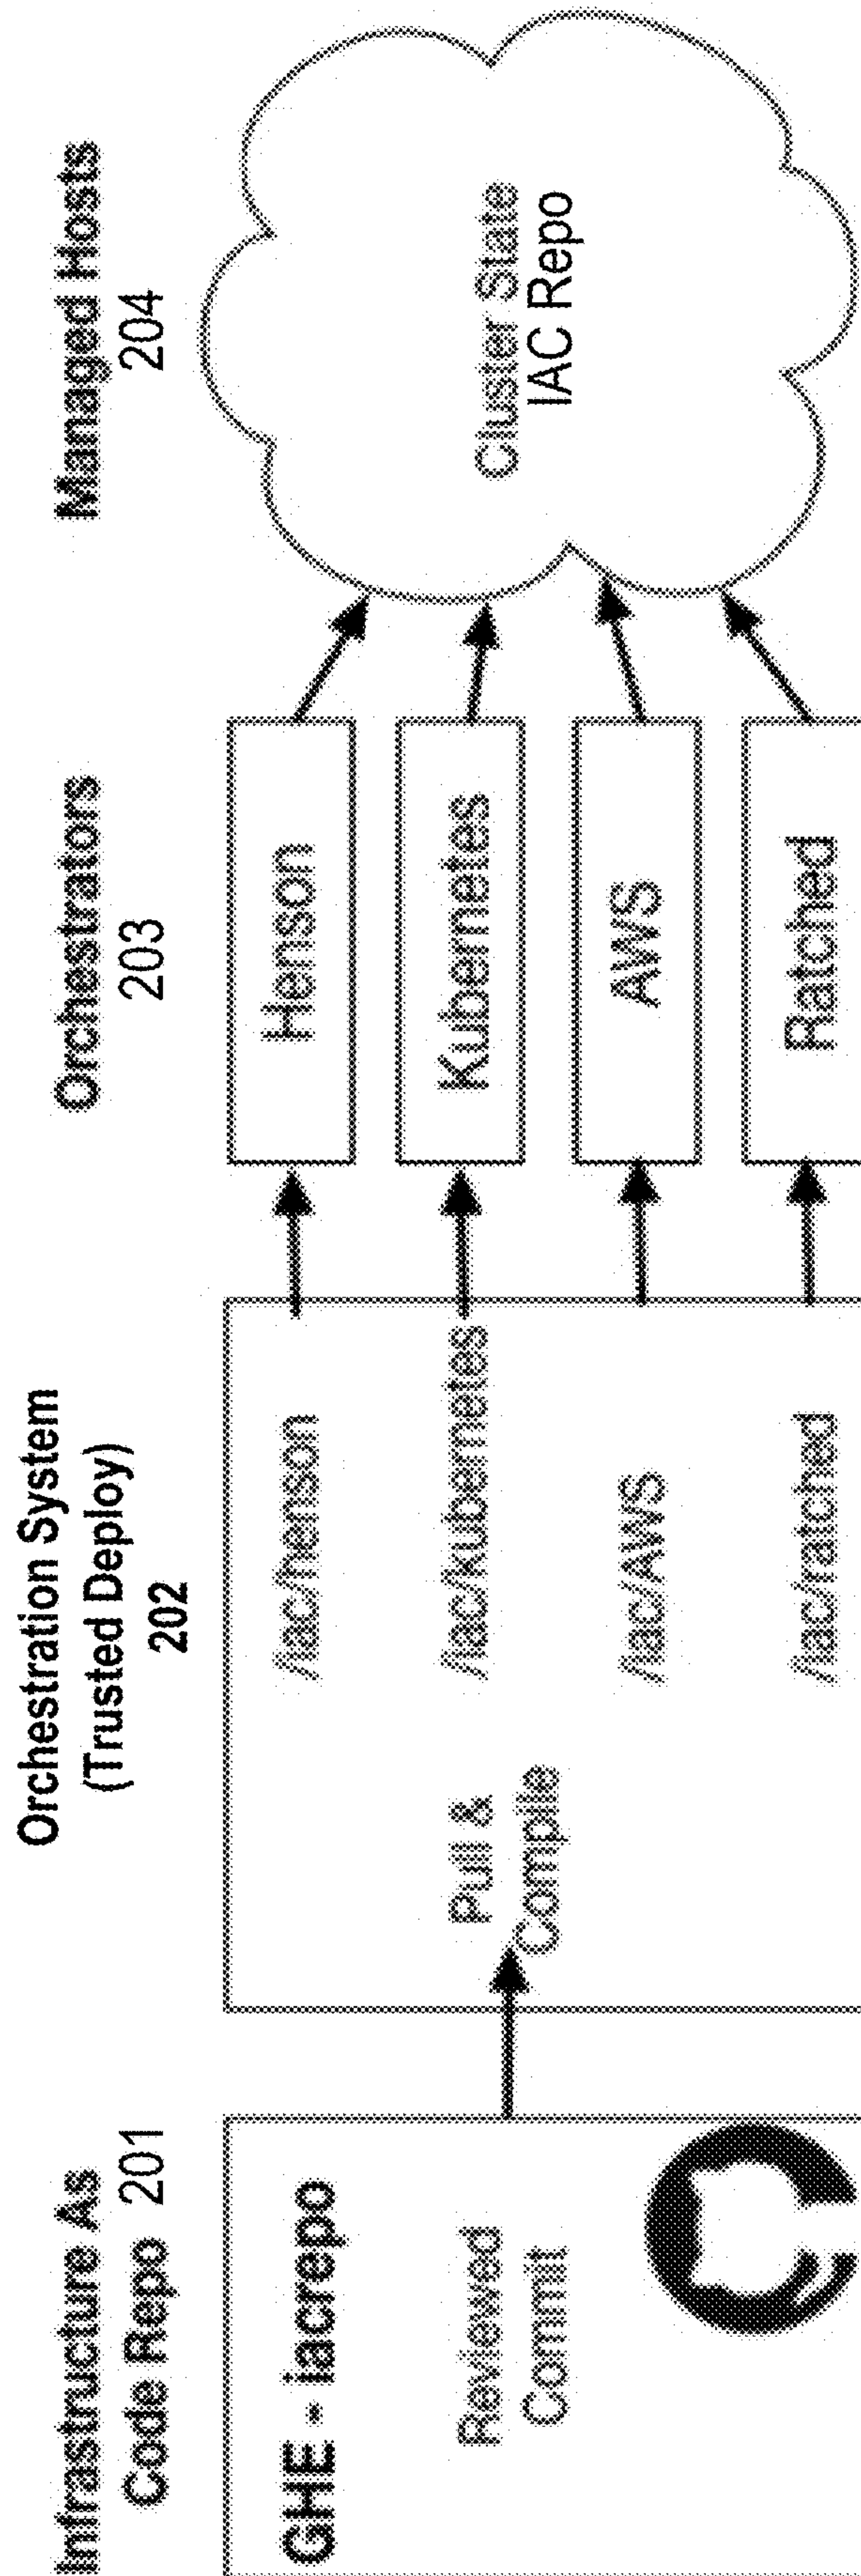 Infrastructure As
Code Repo 201
GHE - iacrepo
Reviewed
Commit
Orchestration System
(Trusted Deploy)
202
Pull &
Compile
/iac/henson
/iac/kubernetes
/iac/AWS
/iac/ratched
Orchestrators
203
Henson
Kubernetes
AWS
Ratched
Managed Hosts
204
Cluster State
IAC Repo